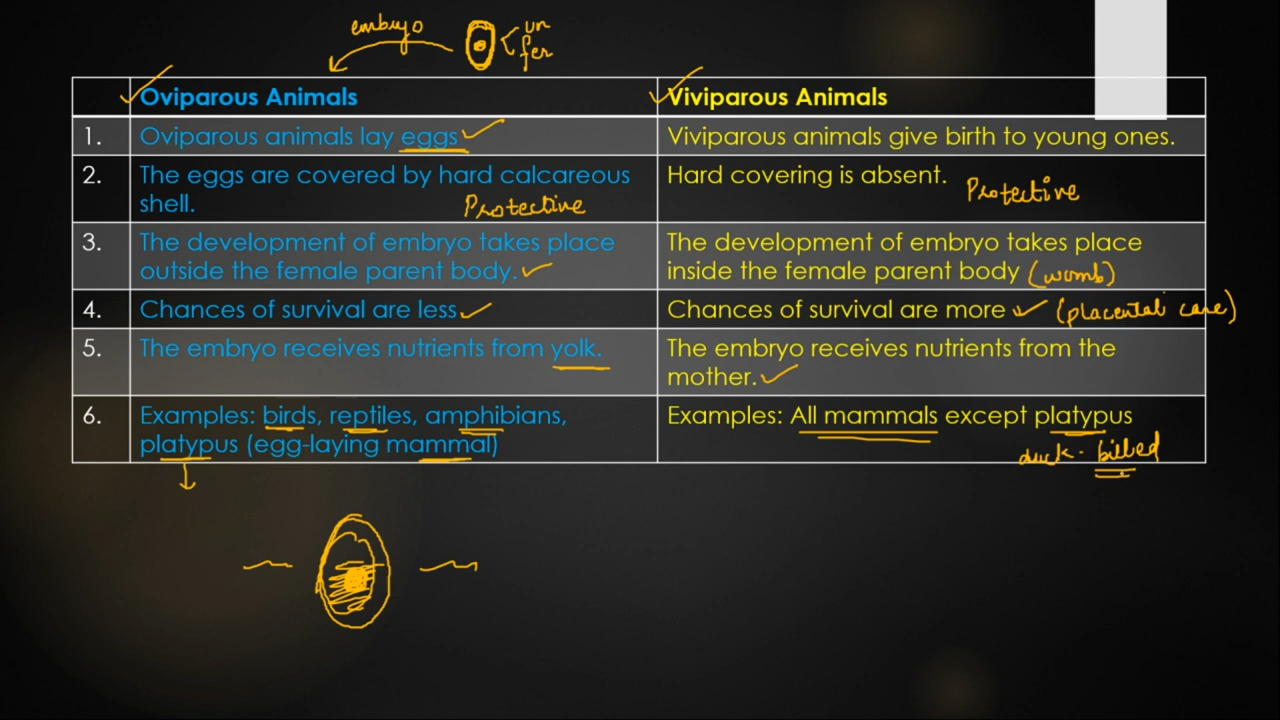 embryo
un
fer
Oviparous Animals
Viviparous Animals
1.
Oviparous animals lay eggs
Viviparous animals give birth to young ones.
2.
The eggs are covered by hard calcareous
shell.
Protective
Hard covering is absent.
Protective
3.
The development of embryo takes place
outside the female parent body.
The development of embryo takes place
inside the female parent body (womb)
4.
Chances of survival are less
Chances of survival are more (placental care)
5.
The embryo receives nutrients from yolk.
The embryo receives nutrients from the
mother.
6.
Examples: birds, reptiles, amphibians,
platypus (egg-laying mammal)
Examples: All mammals except platypus
duck-billed